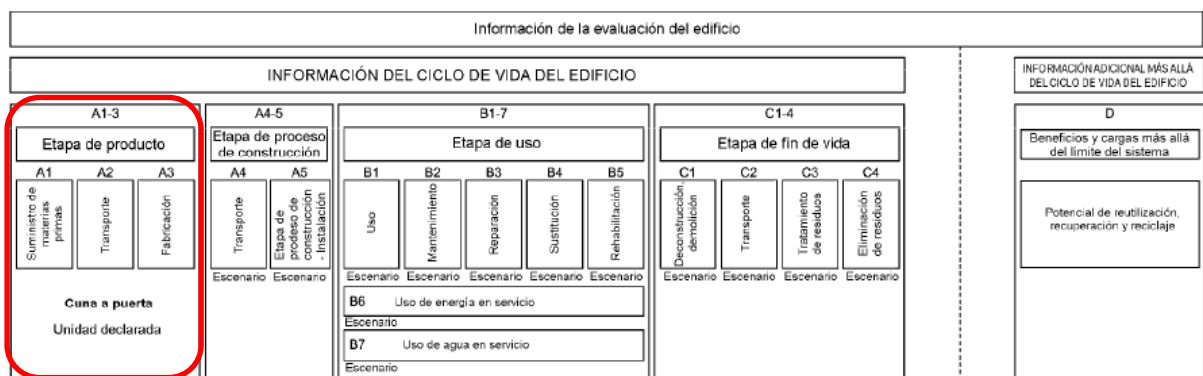 Información de la evaluación del edificio
INFORMACIÓN DEL CICLO DE VIDA DEL EDIFICIO
INFORMACIÓN ADICIONAL MÁS ALLÁ
DEL CICLO DE VIDA DEL EDIFICIO
A1-3
A4-5
B1-7
C1-4
D
Etapa de producto
Etapa de proceso
de construcción
Etapa de uso
Etapa de fin de vida
Beneficios y cargas más allá
del límite del sistema
A1
A2
A3
A4
A5
B1
B2
B3
B4
B5
C1
C2
C3
C4
Suministro de
materias
primas
Transporte
Fabricación
Transporte
Etapa de
prodeso de
construcción
- Instalación
Uso
Mantenimiento
Reparación
Sustitución
Rehabilitación
Deconstrucción,
demolición
Transporte
Tratamiento
de residuos
Eliminación
de residuos
Potencial de reutilización,
recuperación y reciclaje
Escenario Escenario
Escenario Escenario Escenario Escenario Escenario
Escenario Escenario Escenario Escenario
Cuna a puerta
Unidad declarada
B6 Uso de energía en servicio
Escenario
B7 Uso de agua en servicio
Escenario